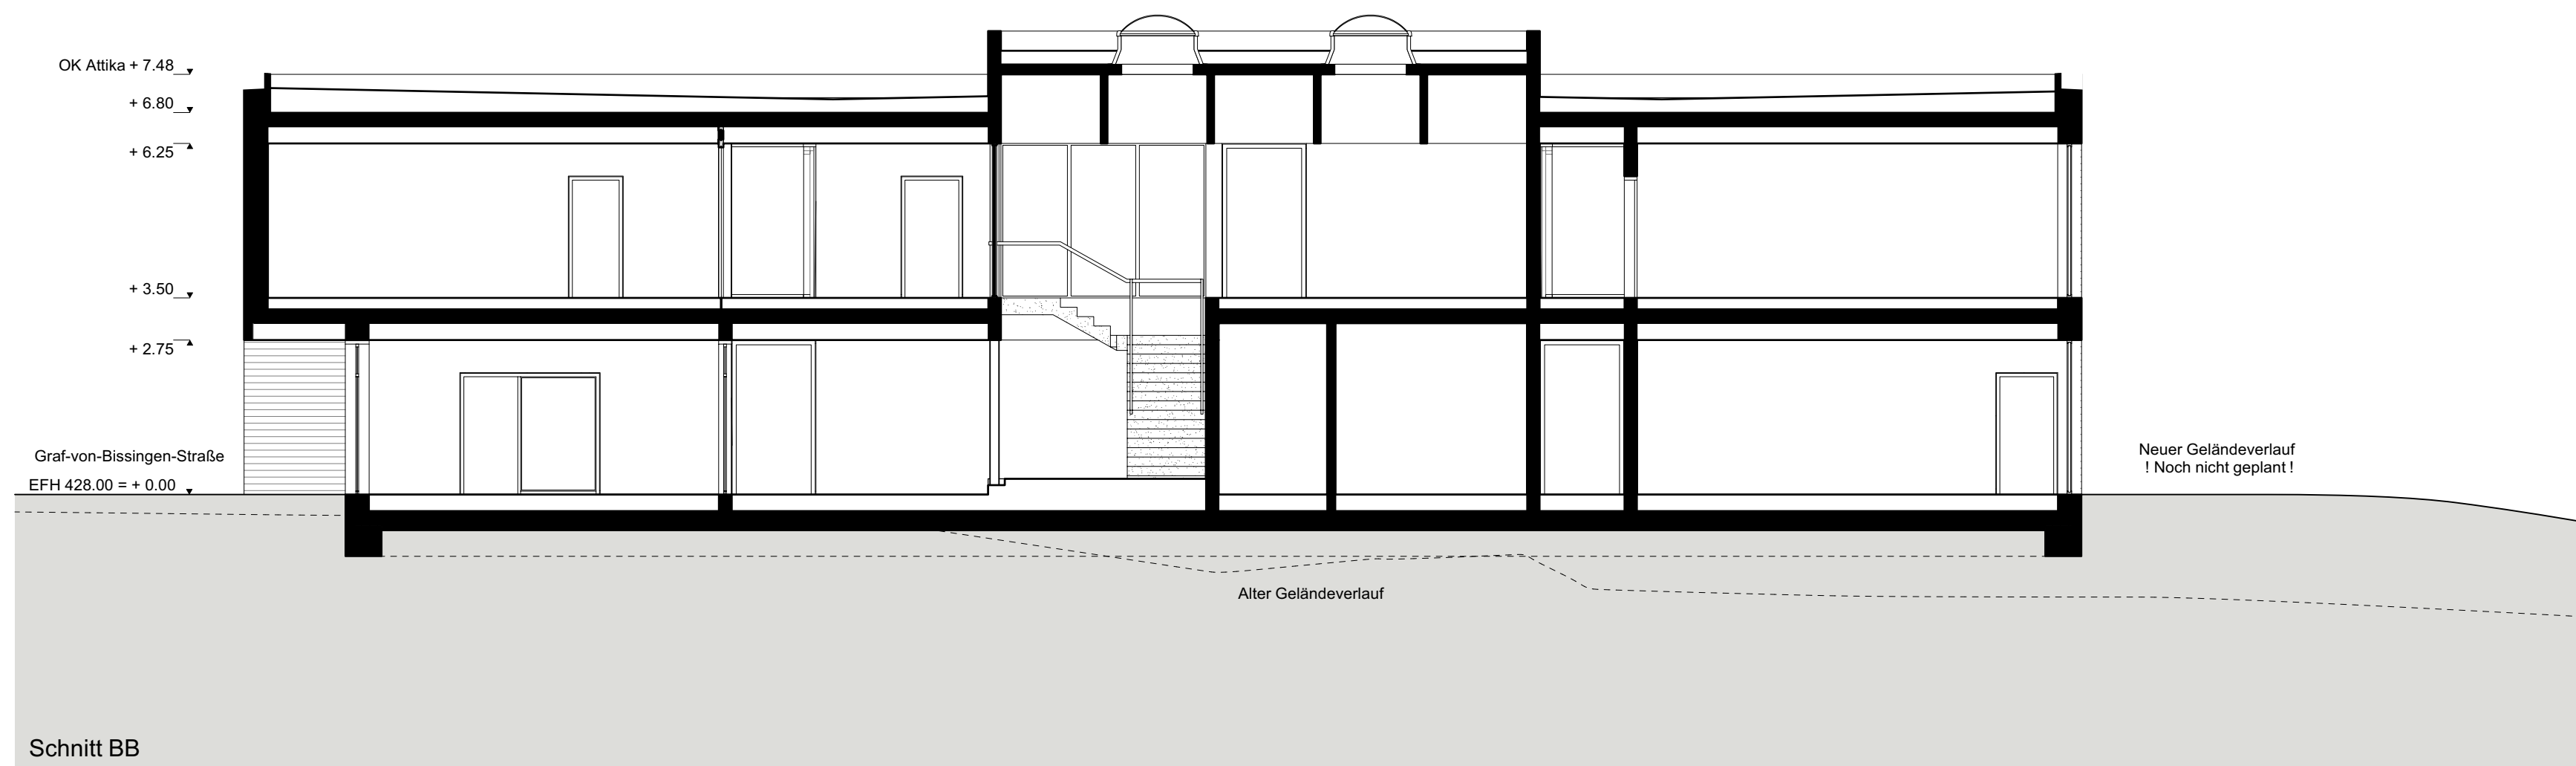 OK Attika + 7.48
+ 6.80
+ 6.25
+ 3.50
+ 2.75
Graf-von-Bissingen-Straße
EFH 428.00 = + 0.00
Neuer Geländeverlauf
! Noch nicht geplant !
Alter Geländeverlauf
Schnitt BB